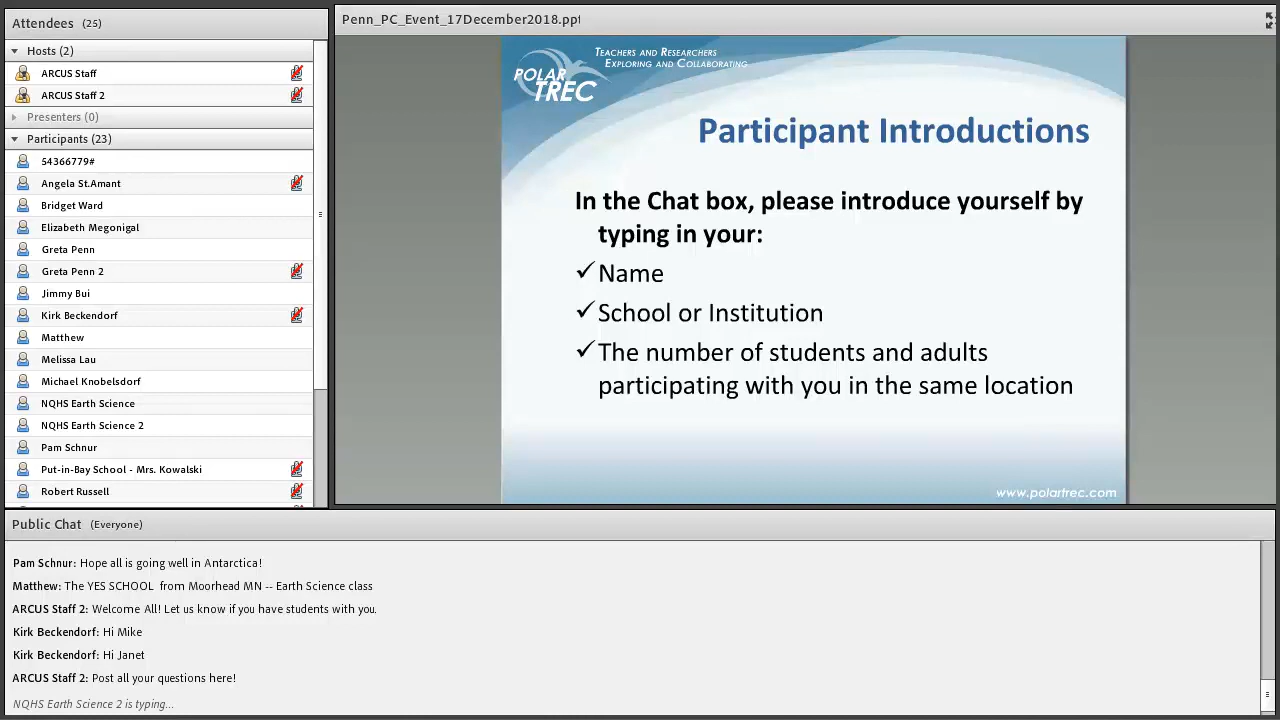 Attendees (25)
Hosts (2)
ARCUS Staff
ARCUS Staff 2
Presenters (0)
Participants (23)
54366779#
Angela St.Amant
Bridget Ward
Elizabeth Megonigal
Greta Penn
Greta Penn 2
Jimmy Bui
Kirk Beckendorf
Matthew
Melissa Lau
Michael Knobelsdorf
NQHS Earth Science
NQHS Earth Science 2
Pam Schnur
Put-in-Bay School - Mrs. Kowalski
Robert Russell
Penn_PC_Event_17December2018.ppt
TEACHERS AND RESEARCHERS
EXPLORING AND COLLABORATING
POLAR
TREC
Participant Introductions
In the Chat box, please introduce yourself by
typing in your:
✓Name
✓School or Institution
✓The number of students and adults
participating with you in the same location
www.polartrec.com
Public Chat (Everyone)
Pam Schnur: Hope all is going well in Antarctica!
Matthew: The YES SCHOOL from Moorhead MN -- Earth Science class
ARCUS Staff 2: Welcome All! Let us know if you have students with you.
Kirk Beckendorf: Hi Mike
Kirk Beckendorf: Hi Janet
ARCUS Staff 2: Post all your questions here!
NQHS Earth Science 2 is typing...